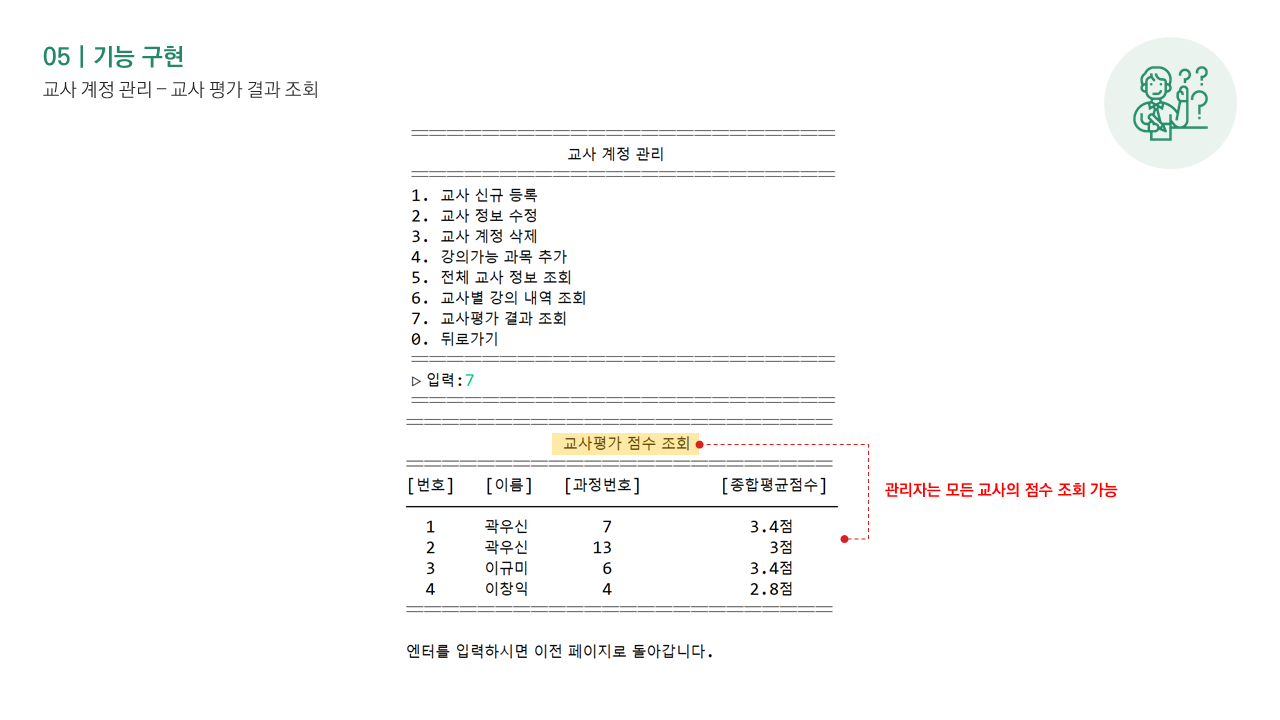 05 | 기능 구현
교사 계정 관리 – 교사 평가 결과 조회
? ?
?
교사 계정 관리
1. 교사 신규 등록
2. 교사 정보 수정
3. 교사 계정 삭제
4. 강의가능 과목 추가
5. 전체 교사 정보 조회
6. 교사별 강의 내역 조회
7. 교사평가 결과 조회
0. 뒤로가기
▷ 입력:7
교사평가 점수 조회
[번호] [이름] [과정번호] [종합평균점수]
관리자는 모든 교사의 점수 조회 가능
1 곽우신 7 3.4점
2 곽우신 13 3점
3 이규미 6 3.4점
4 이창익 4 2.8점
엔터를 입력하시면 이전 페이지로 돌아갑니다.